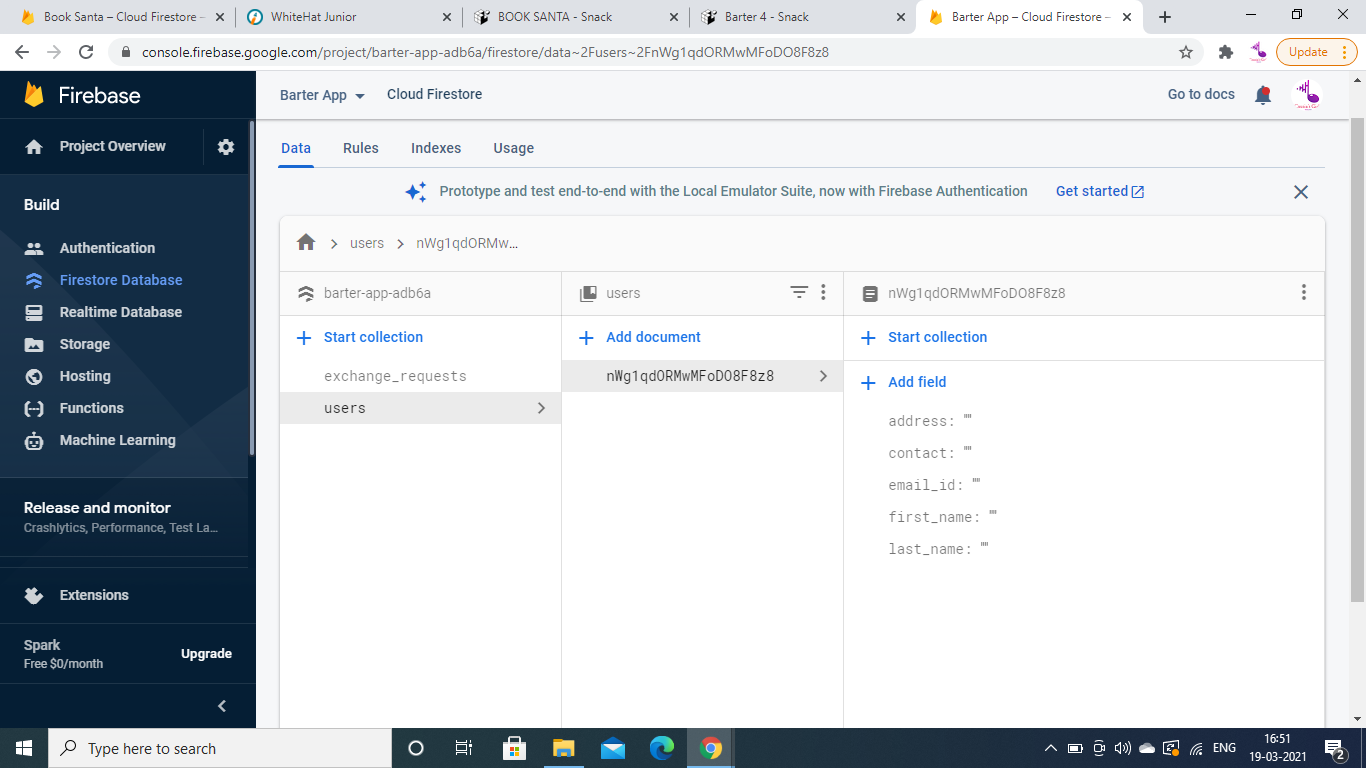 Book Santa – Cloud Firestore –
WhiteHat Junior
BOOK SANTA - Snack
Barter 4 - Snack
Barter App – Cloud Firestore –
console.firebase.google.com/project/barter-app-adb6a/firestore/data~2Fusers~2FnWg1qdORMwMFoDO8F8z8
Update
Firebase
Barter App
Cloud Firestore
Go to docs
Project Overview
Data
Rules
Indexes
Usage
Prototype and test end-to-end with the Local Emulator Suite, now with Firebase Authentication
Get started
Build
Authentication
Firestore Database
Realtime Database
Storage
Hosting
Functions
Machine Learning
Release and monitor
Crashlytics, Performance, Test La...
Extensions
Spark
Free $0/month
Upgrade
users
nWg1qdORMw...
barter-app-adb6a
Start collection
exchange_requests
users
users
Add document
nWg1qdORMwMFoDO8F8z8
nWg1qdORMwMFoDO8F8z8
Start collection
Add field
address: ""
contact: ""
email_id: ""
first_name: ""
last_name: ""
Type here to search
ENG
16:51
19-03-2021
2